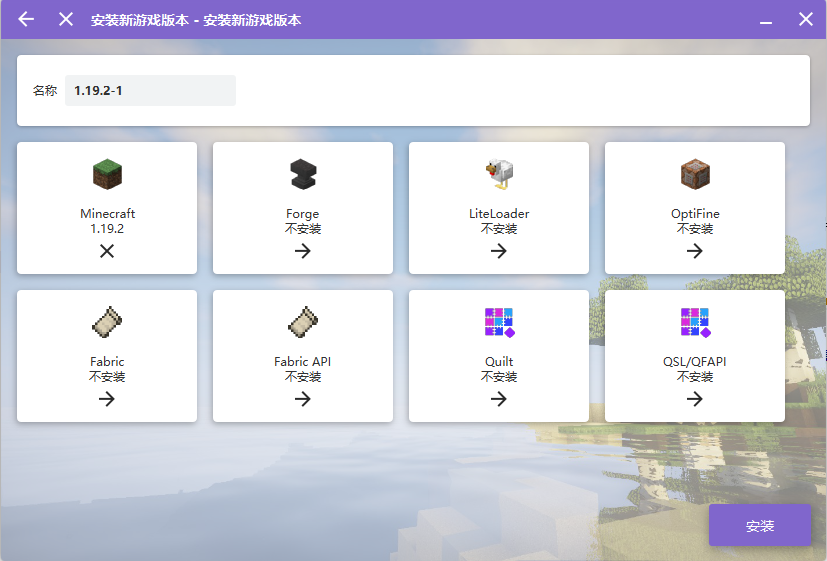 安装新游戏版本 - 安装新游戏版本
名称 1.19.2-1
Minecraft
1.19.2
Forge
不安装
LiteLoader
不安装
OptiFine
不安装
Fabric
不安装
Fabric API
不安装
Quilt
不安装
QSL/QFAPI
不安装
安装